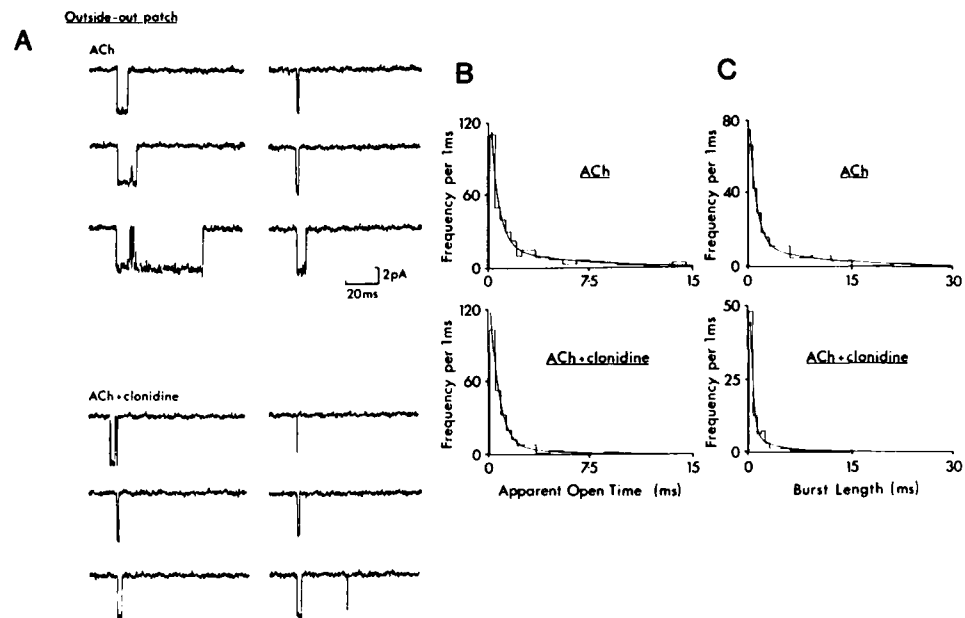 Outside-out patch
A
ACh
2pA
20ms
ACh+clonidine
B
Frequency per 1ms
120
60
0
ACh
0
7·5
15
Frequency per 1ms
120
60
0
ACh+clonidine
0
7·5
15
Apparent Open Time (ms)
C
Frequency per 1ms
80
40
0
ACh
0
15
30
Frequency per 1ms
50
25
0
ACh+clonidine
0
15
30
Burst Length (ms)